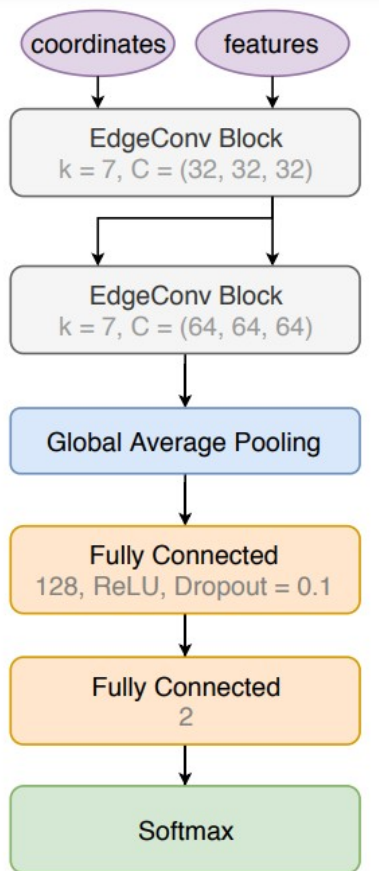 coordinates
features
EdgeConv Block
k = 7, C = (32, 32, 32)
EdgeConv Block
k = 7, C = (64, 64, 64)
Global Average Pooling
Fully Connected
128, ReLU, Dropout = 0.1
Fully Connected
2
Softmax